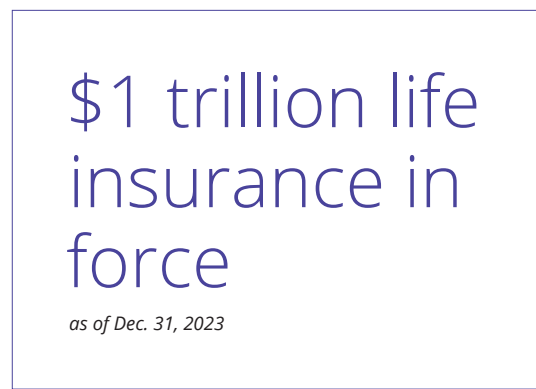 $1 trillion life
insurance in
force
as of Dec. 31, 2023